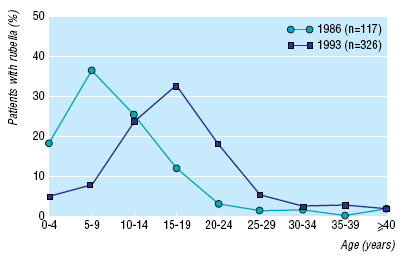 Patients with rubella (%)
50
40
30
20
10
0
1986 (n=117)
1993 (n=326)
0-4 5-9 10-14 15-19 20-24 25-29 30-34 35-39 ≥40
Age (years)